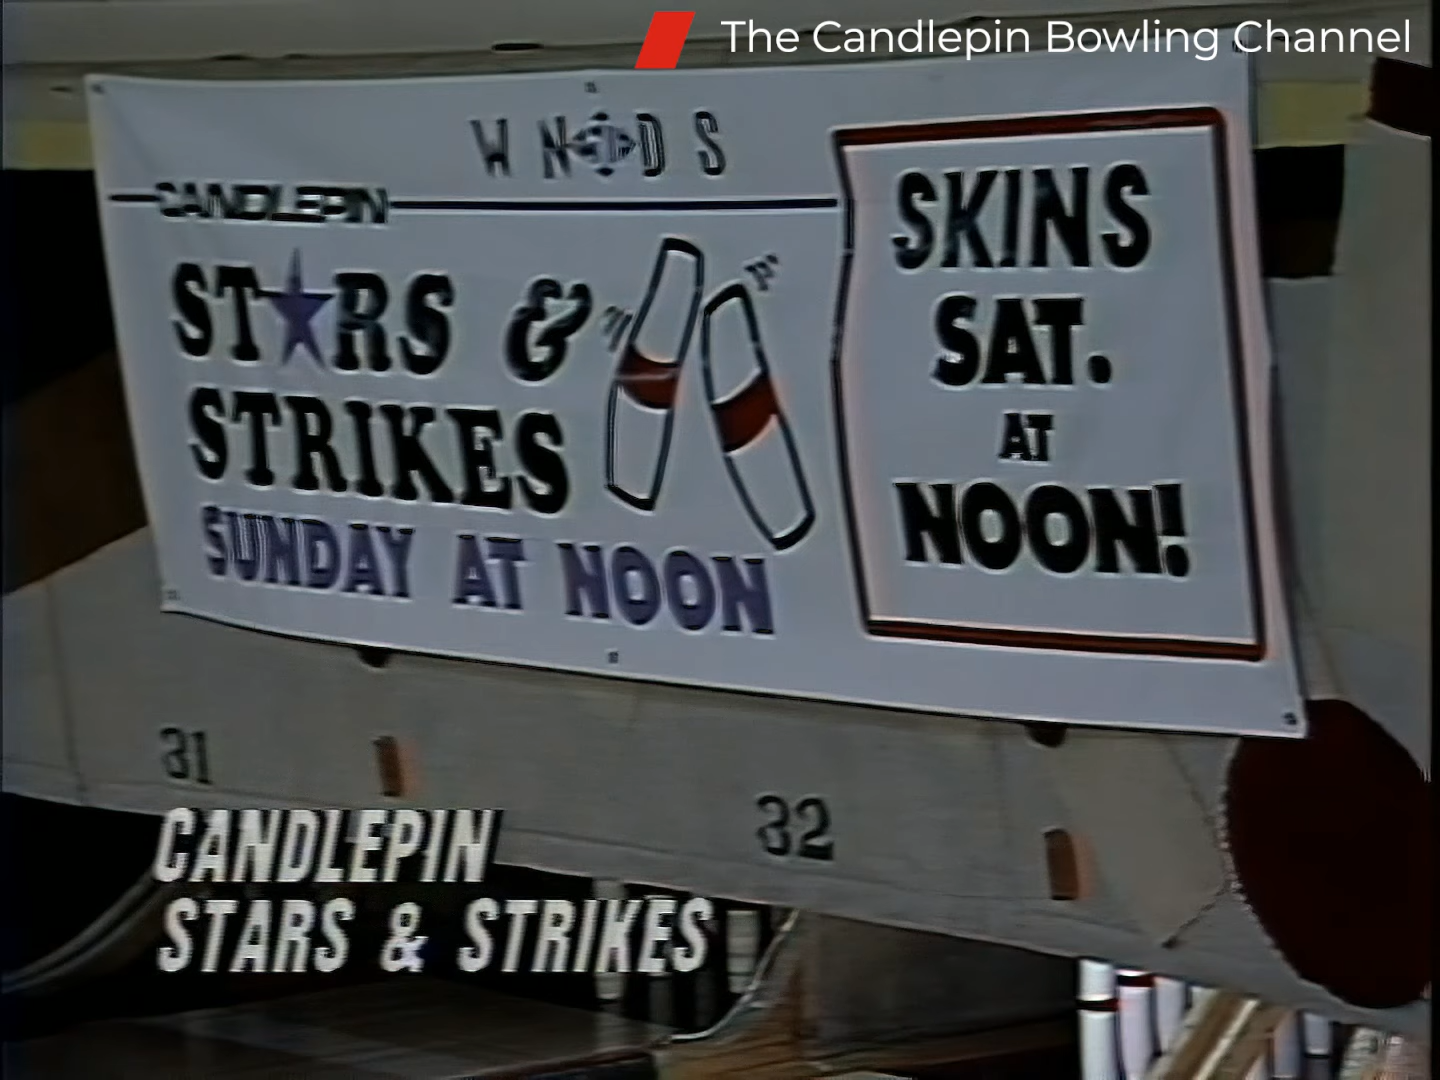 The Candlepin Bowling Channel
W N D S
CANDLEPIN
STARS &
STRIKES
SUNDAY AT NOON
SKINS
SAT.
AT
NOON!
31
32
CANDLEPIN
STARS & STRIKES